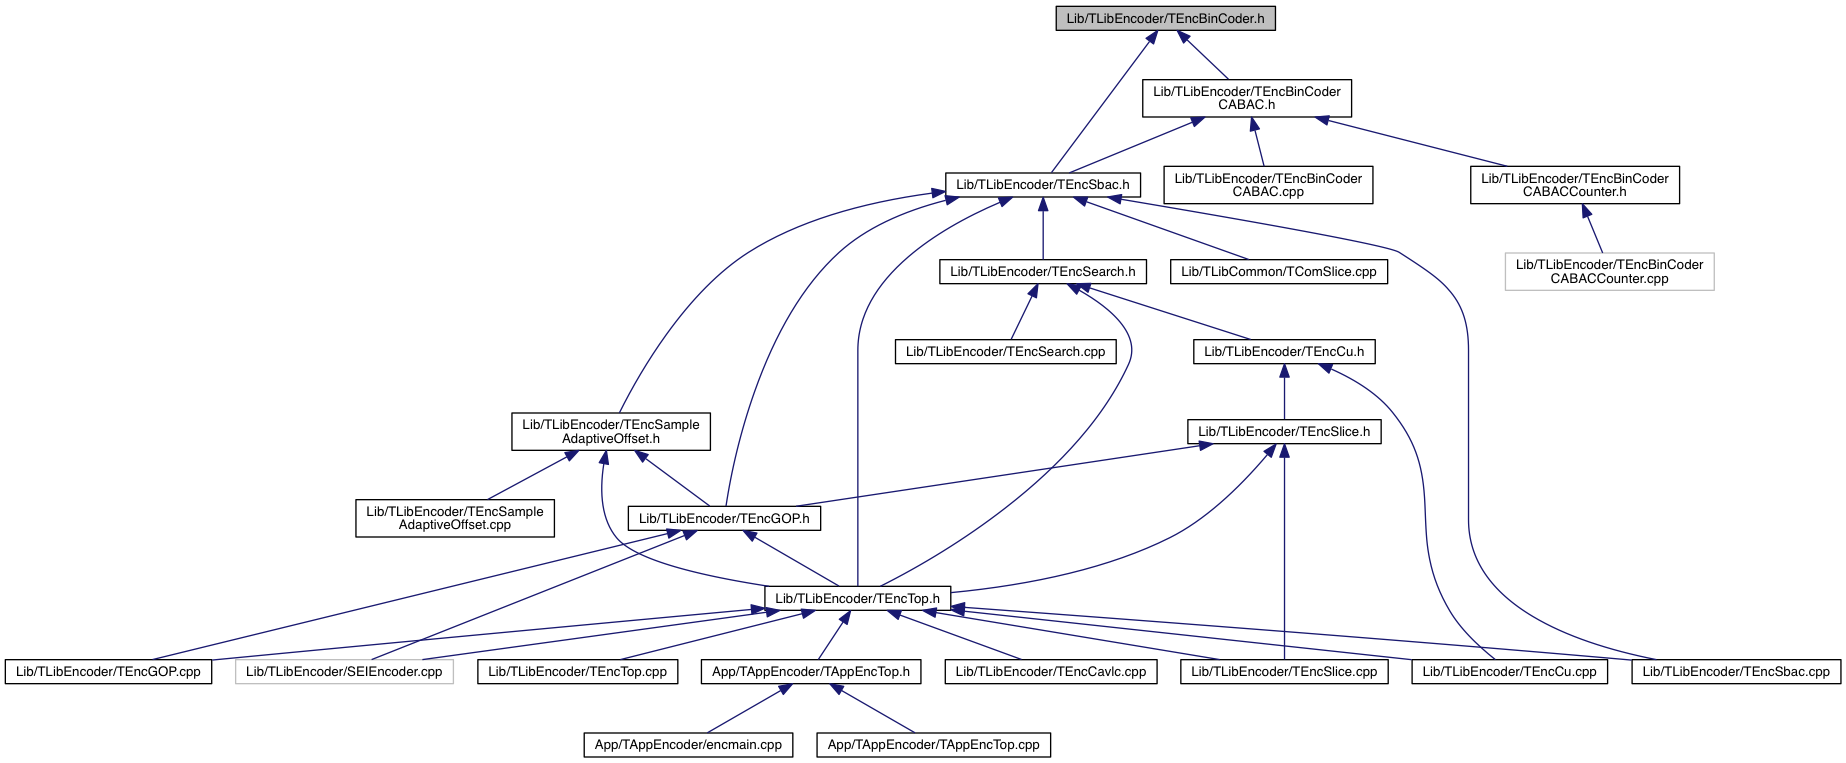 Lib/TLibEncoder/TEncBinCoder.h
Lib/TLibEncoder/TEncBinCoder
CABAC.h
Lib/TLibEncoder/TEncSbac.h
Lib/TLibEncoder/TEncBinCoder
CABAC.cpp
Lib/TLibEncoder/TEncBinCoder
CABACCounter.h
Lib/TLibEncoder/TEncSearch.h
Lib/TLibCommon/TComSlice.cpp
Lib/TLibEncoder/TEncBinCoder
CABACCounter.cpp
Lib/TLibEncoder/TEncSearch.cpp
Lib/TLibEncoder/TEncCu.h
Lib/TLibEncoder/TEncSample
AdaptiveOffset.h
Lib/TLibEncoder/TEncSlice.h
Lib/TLibEncoder/TEncSample
AdaptiveOffset.cpp
Lib/TLibEncoder/TEncGOP.h
Lib/TLibEncoder/TEncTop.h
Lib/TLibEncoder/TEncGOP.cpp
Lib/TLibEncoder/SEIEncoder.cpp
Lib/TLibEncoder/TEncTop.cpp
App/TAppEncoder/TAppEncTop.h
Lib/TLibEncoder/TEncCavlc.cpp
Lib/TLibEncoder/TEncSlice.cpp
Lib/TLibEncoder/TEncCu.cpp
Lib/TLibEncoder/TEncSbac.cpp
App/TAppEncoder/encmain.cpp
App/TAppEncoder/TAppEncTop.cpp